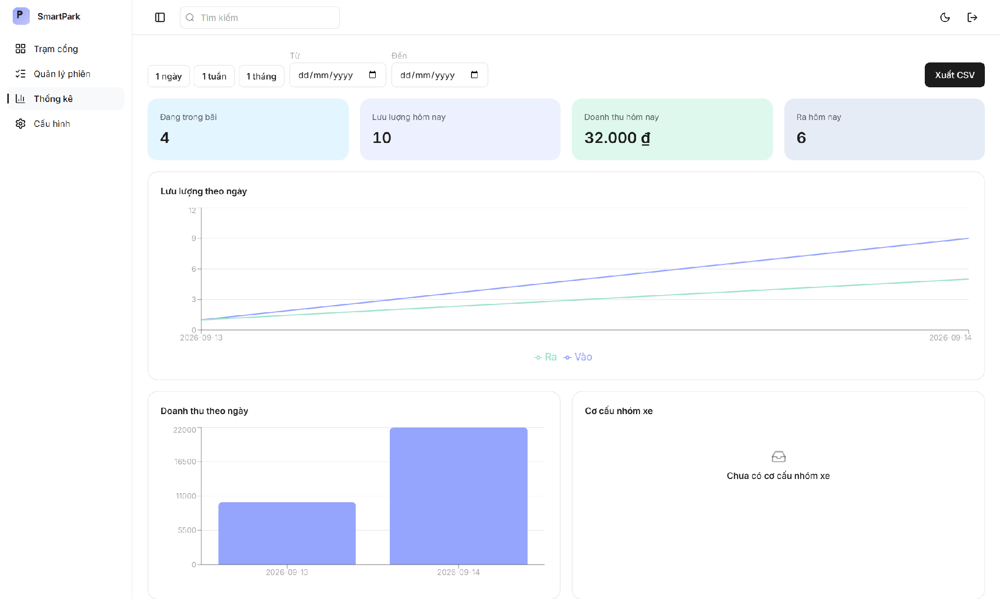 P SmartPark
Trạm cổng
Quản lý phiên
Thống kê
Cấu hình
Tìm kiếm
1 ngày
1 tuần
1 tháng
Từ
dd/mm/yyyy
Đến
dd/mm/yyyy
Xuất CSV
Đang trong bãi
4
Lưu lượng hôm nay
10
Doanh thu hôm nay
32.000 ₫
Ra hôm nay
6
Lưu lượng theo ngày
12
9
6
3
0
2026-09-13
2026-09-14
Ra Vào
Doanh thu theo ngày
22000
16500
11000
5500
0
2026-09-13
2026-09-14
Cơ cấu nhóm xe
Chưa có cơ cấu nhóm xe